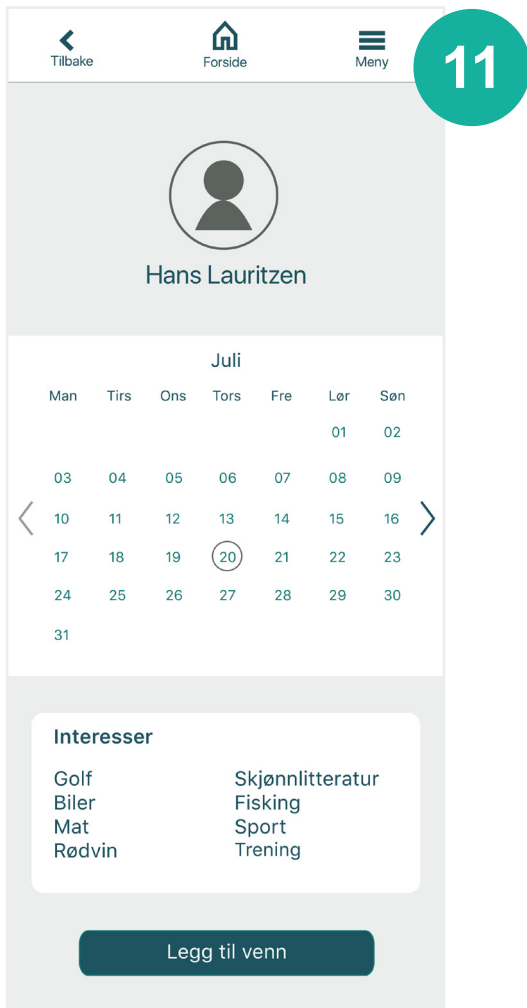 Tilbake Forside Meny
11
Hans Lauritzen
Juli
Man Tirs Ons Tors Fre Lør Søn
01 02
03 04 05 06 07 08 09
10 11 12 13 14 15 16
17 18 19 20 21 22 23
24 25 26 27 28 29 30
31
Interesser
Golf Skjønnlitteratur
Biler Fisking
Mat Sport
Rødvin Trening
Legg til venn